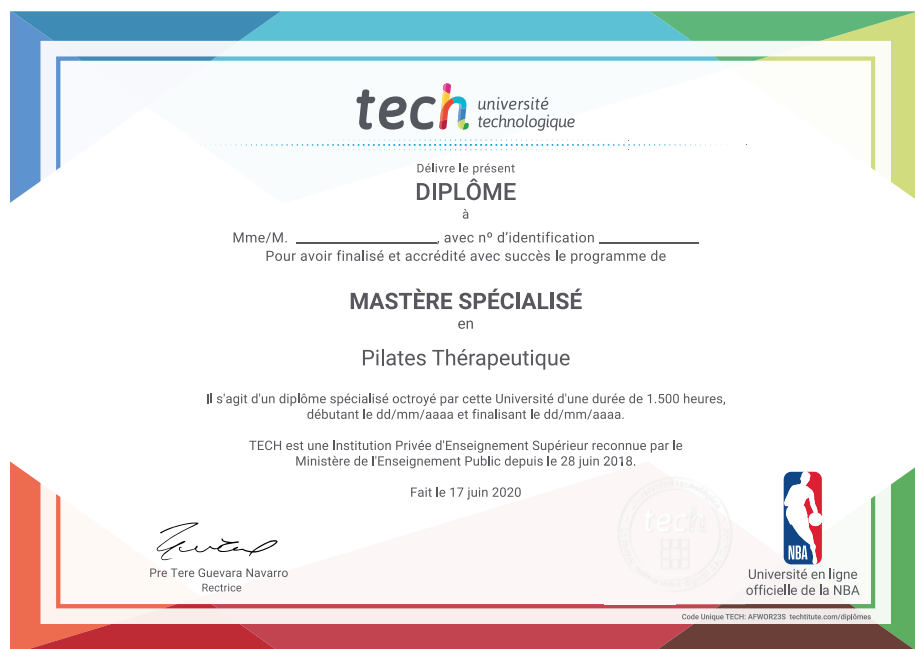 tech université
technologique
Délivre le présent
DIPLÔME
à
Mme/M. ____________________, avec nº d'identification ______________
Pour avoir finalisé et accrédité avec succès le programme de
MASTÈRE SPÉCIALISÉ
en
Pilates Thérapeutique
Il s'agit d'un diplôme spécialisé octroyé par cette Université d'une durée de 1.500 heures,
débutant le dd/mm/aaaa et finalisant le dd/mm/aaaa.
TECH est une Institution Privée d'Enseignement Supérieur reconnue par le
Ministère de l'Enseignement Public depuis le 28 juin 2018.
Fait le 17 juin 2020
tech
NBA
Pre Tere Guevara Navarro
Rectrice
Université en ligne
officielle de la NBA
Code Unique TECH: AFWOR23S techtitute.com/diplômes